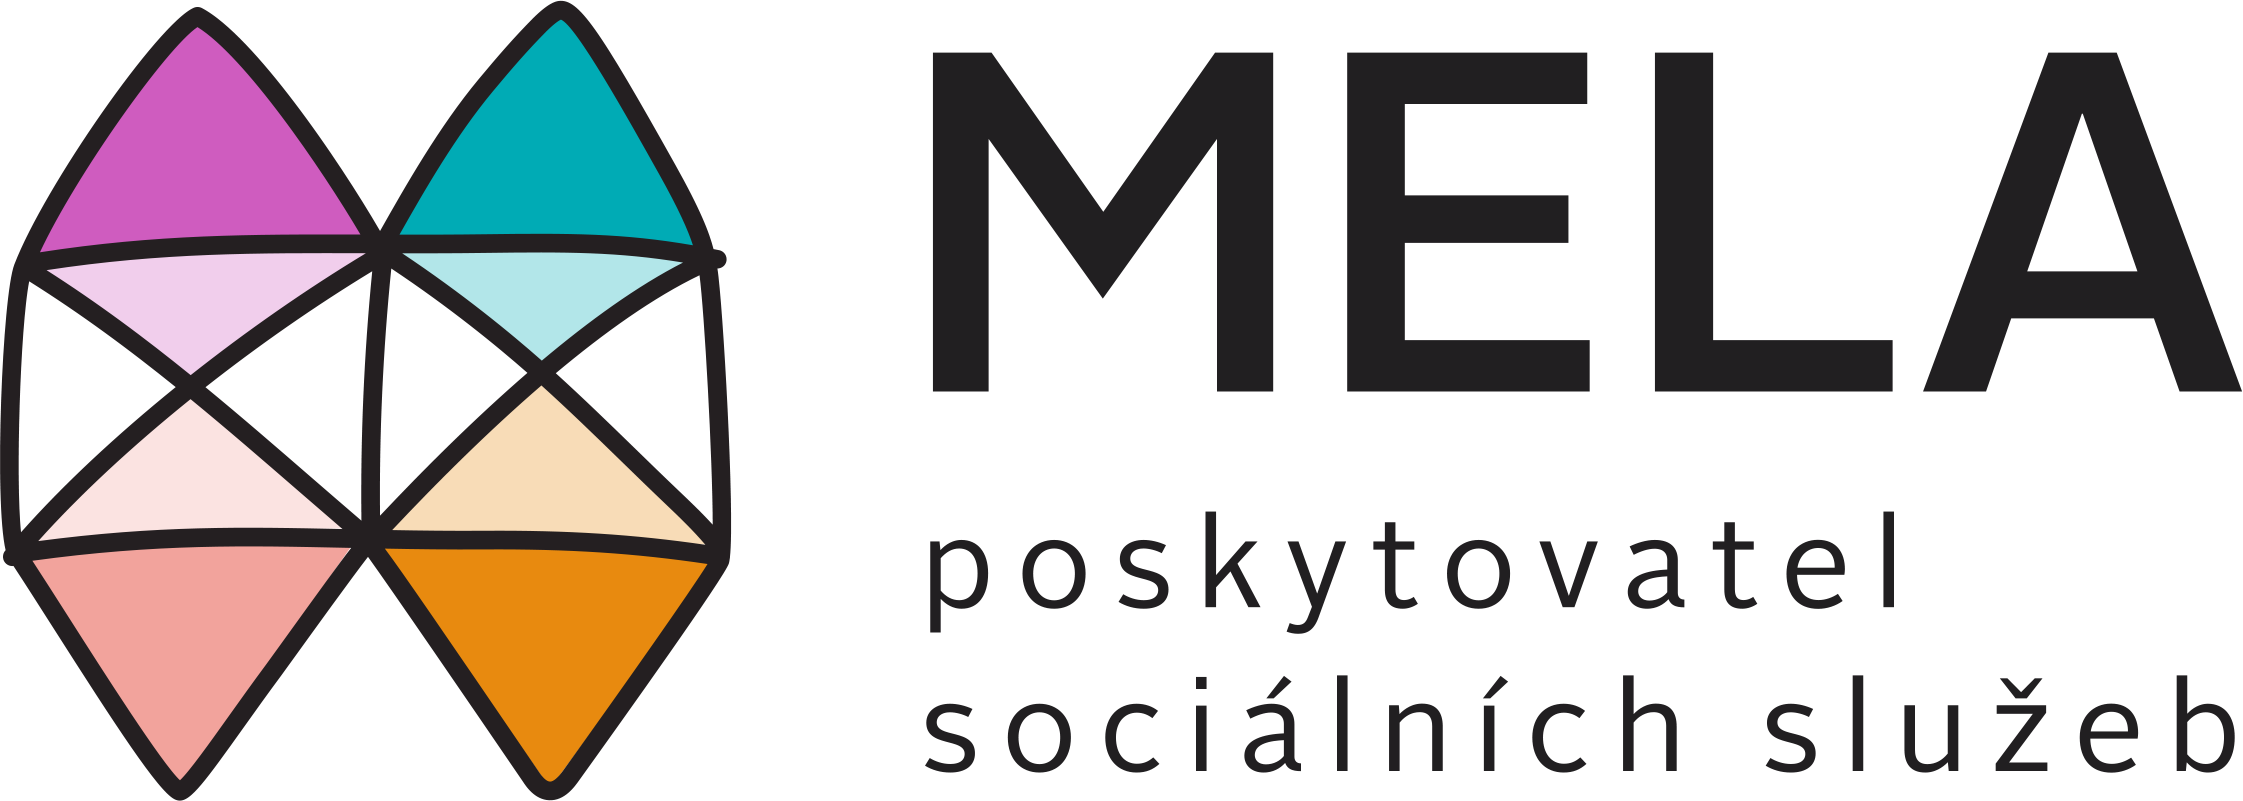 MELA
poskytovatel
sociálních služeb